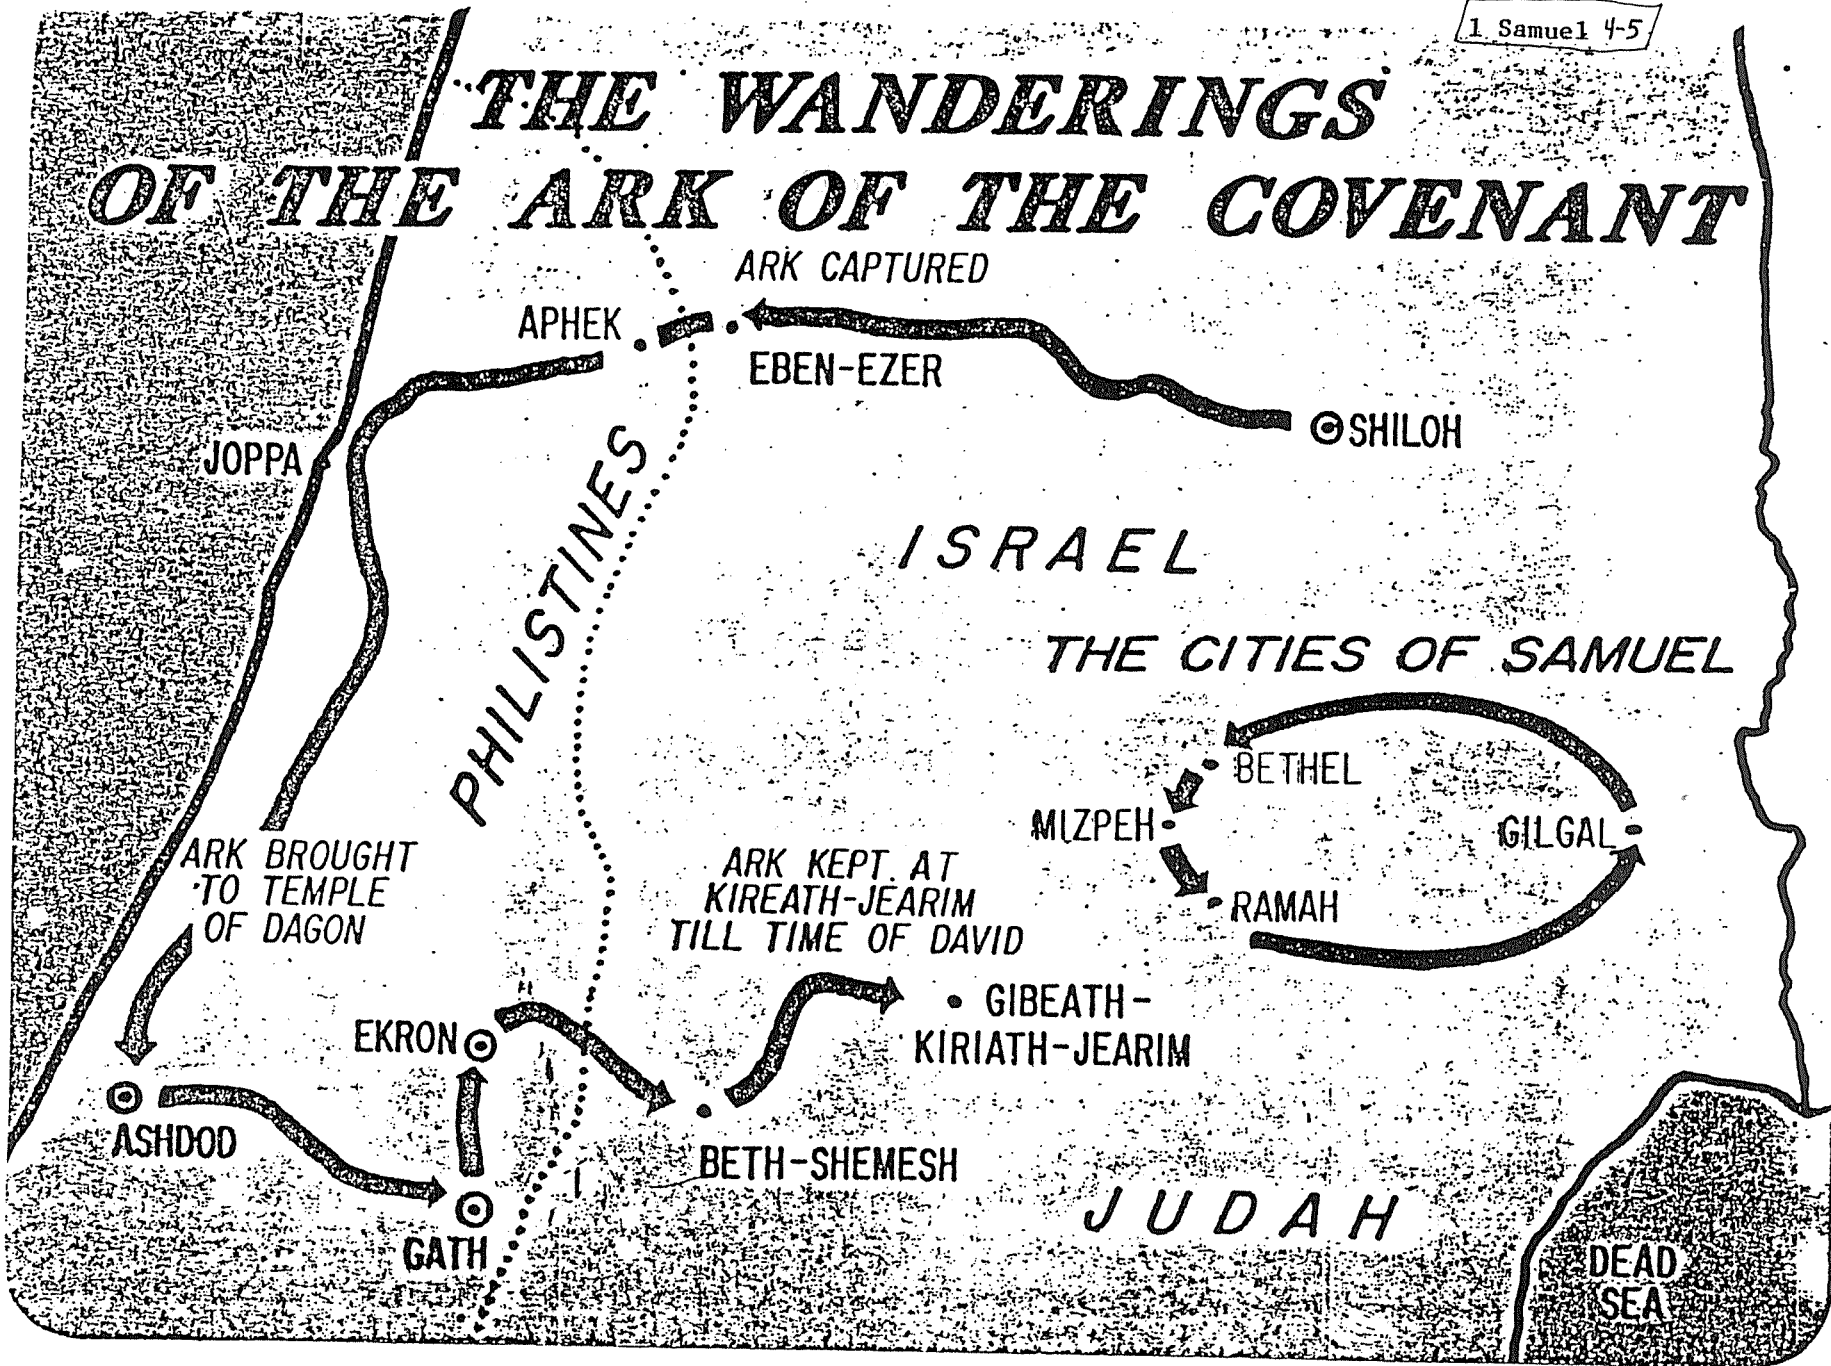 1 Samuel 4-5
THE WANDERINGS
OF THE ARK OF THE COVENANT
ARK CAPTURED
APHEK
EBEN-EZER
SHILOH
JOPPA
PHILISTINES
ISRAEL
THE CITIES OF SAMUEL
BETHEL
MIZPEH
GILGAL
RAMAH
ARK BROUGHT
TO TEMPLE
OF DAGON
ARK KEPT AT
KIREATH-JEARIM
TILL TIME OF DAVID
GIBEATH-
KIRIATH-JEARIM
EKRON
ASHDOD
BETH-SHEMESH
GATH
JUDAH
DEAD
SEA